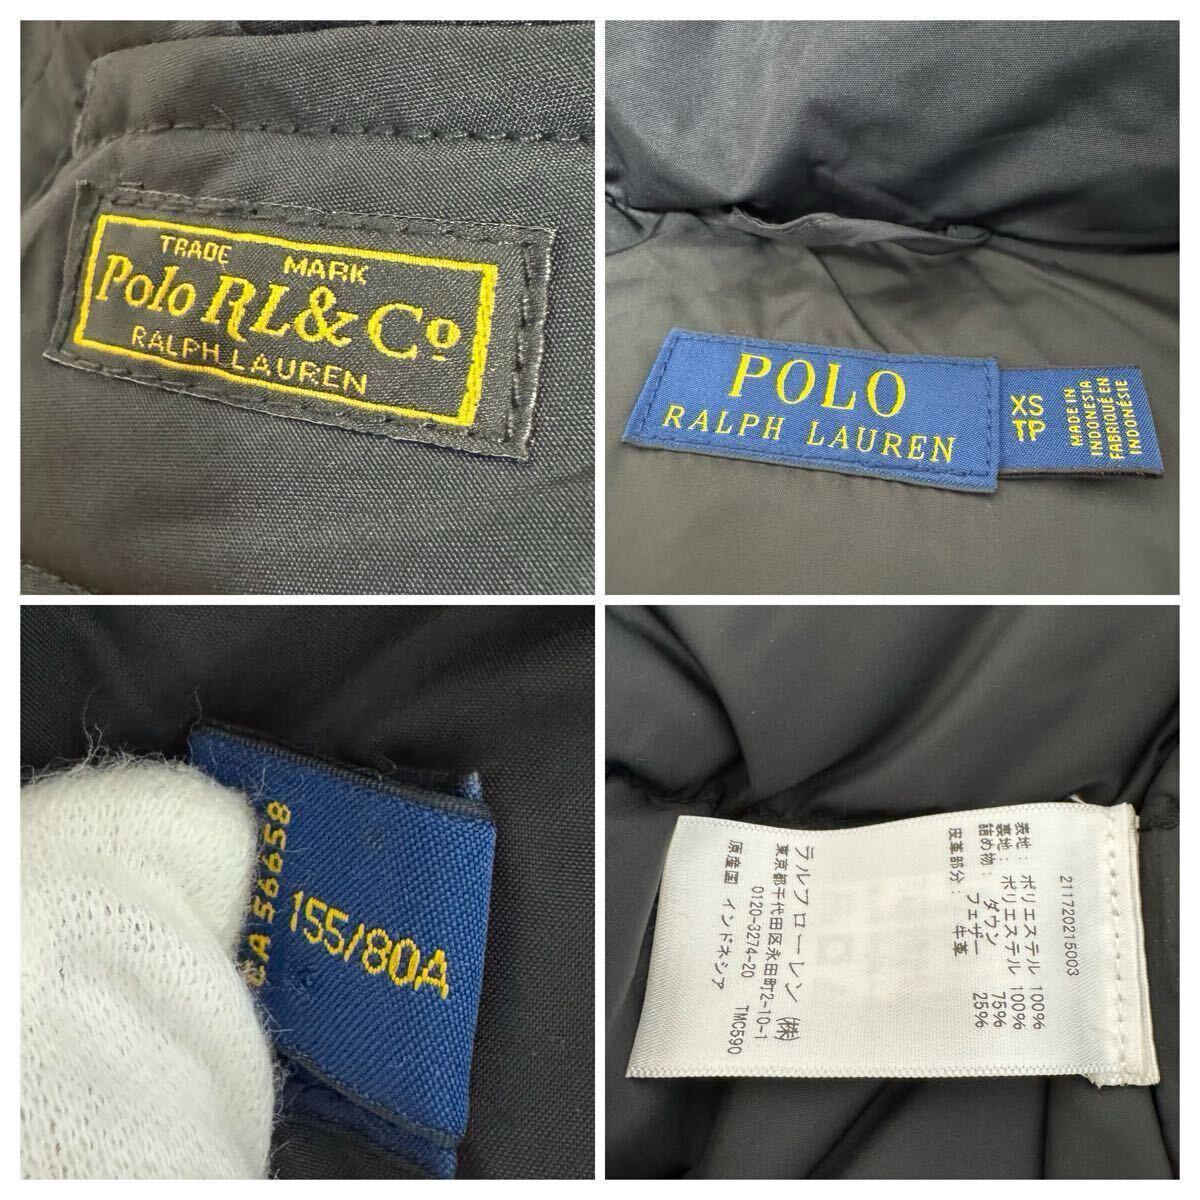 TRADE MARK
Polo RL & Co
RALPH LAUREN
POLO
RALPH LAUREN
XS
TP
MADE IN
INDONESIA
FABRIQUÉ EN
INDONÉSIE
155/80A
CA 56658
211720215003
表地: ポリエステル 100%
裏地: ポリエステル 100%
詰め物: ダウン 75%
フェザー 25%
皮革部分: 牛革
ラルフローレン ㈱
東京都千代田区永田町2-10-1
0120-3274-20 TMC590
原産国 インドネシア